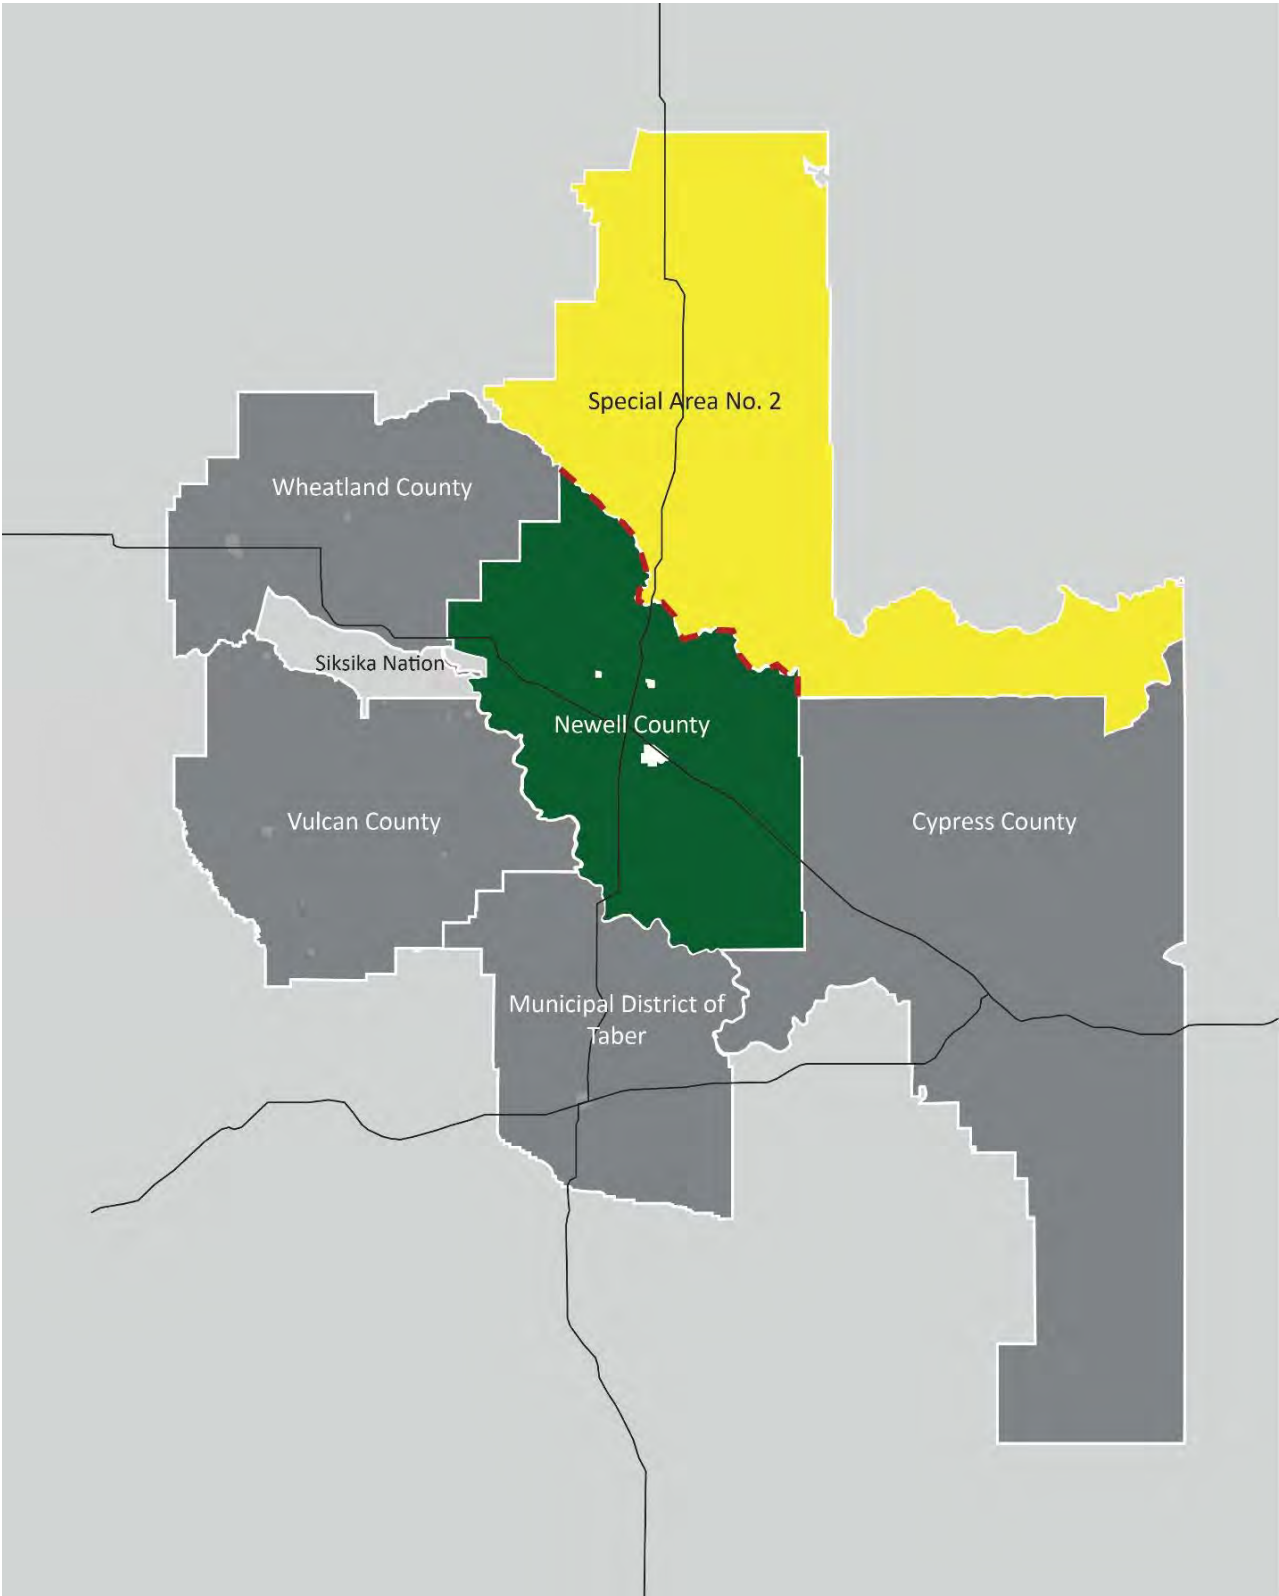 Special Area No. 2
Wheatland County
Siksika Nation
Newell County
Vulcan County
Cypress County
Municipal District of
Taber